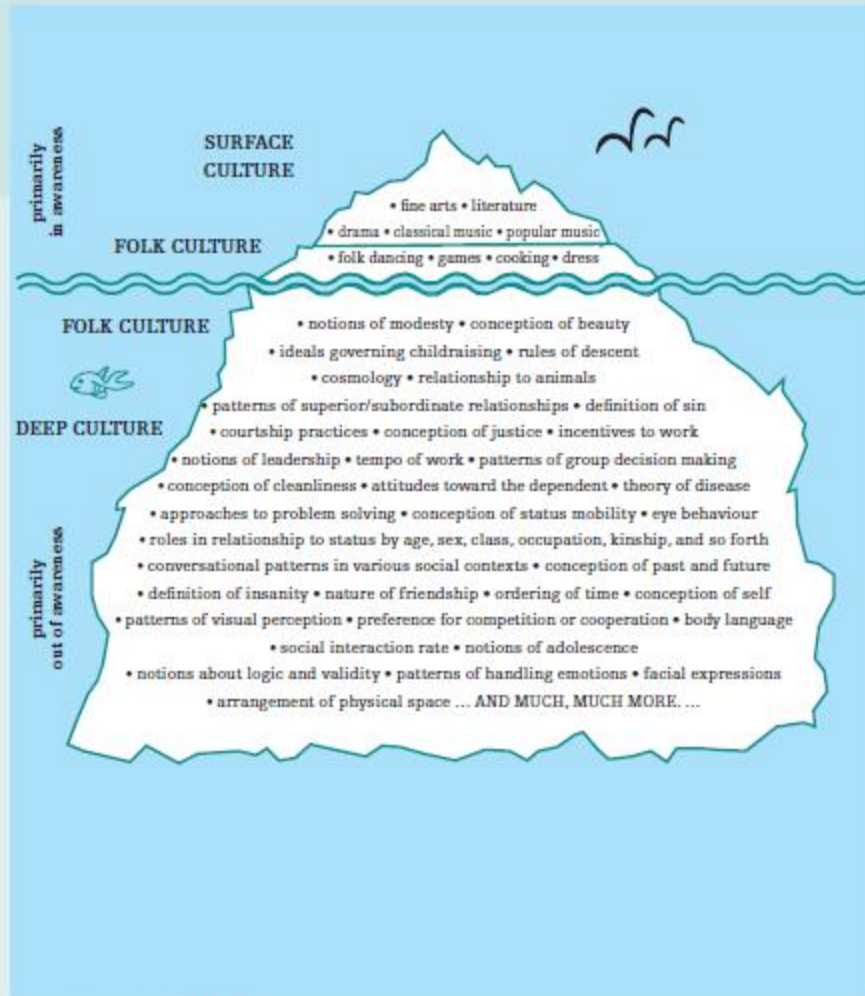 primarily
in awareness
SURFACE
CULTURE
• fine arts • literature
• drama • classical music • popular music
FOLK CULTURE
• folk dancing • games • cooking • dress
FOLK CULTURE
• notions of modesty • conception of beauty
• ideals governing childraising • rules of descent
• cosmology • relationship to animals
• patterns of superior/subordinate relationships • definition of sin
DEEP CULTURE
• courtship practices • conception of justice • incentives to work
• notions of leadership • tempo of work • patterns of group decision making
• conception of cleanliness • attitudes toward the dependent • theory of disease
• approaches to problem solving • conception of status mobility • eye behaviour
• roles in relationship to status by age, sex, class, occupation, kinship, and so forth
• conversational patterns in various social contexts • conception of past and future
primarily
out of awareness
• definition of insanity • nature of friendship • ordering of time • conception of self
• patterns of visual perception • preference for competition or cooperation • body language
• social interaction rate • notions of adolescence
• notions about logic and validity • patterns of handling emotions • facial expressions
• arrangement of physical space ... AND MUCH, MUCH MORE. ...